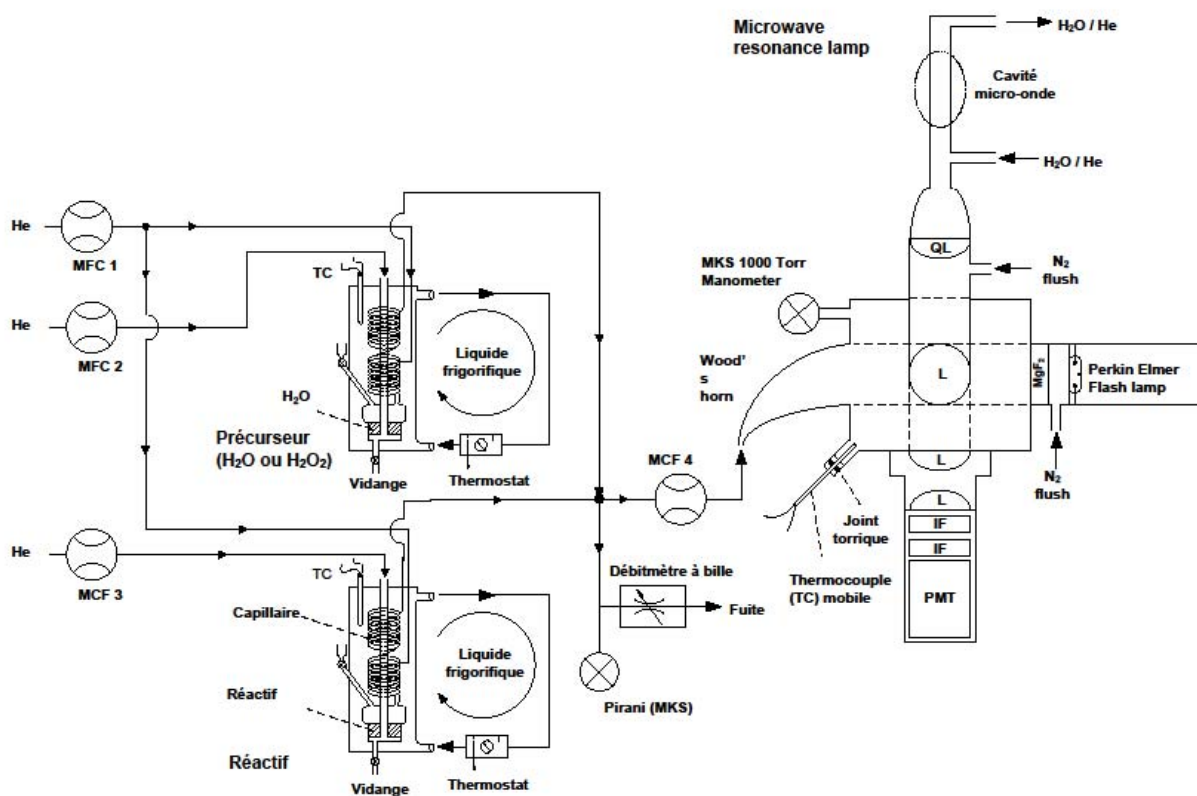 Microwave
resonance lamp
H₂O / He
Cavité
micro-onde
H₂O / He
He
MFC 1
He
MFC 2
TC
H₂O
Précurseur
(H₂O ou H₂O₂)
Liquide
frigorifique
Vidange
Thermostat
He
MCF 3
TC
Capillaire
Réactif
Réactif
Liquide
frigorifique
Vidange
Thermostat
MCF 4
Débitmètre à bille
Fuite
Pirani (MKS)
MKS 1000 Torr
Manometer
Wood'
s
horn
QL
N₂
flush
L
MgF₂
Perkin Elmer
Flash lamp
N₂
flush
L
L
IF
IF
PMT
Joint
torrique
Thermocouple
(TC) mobile